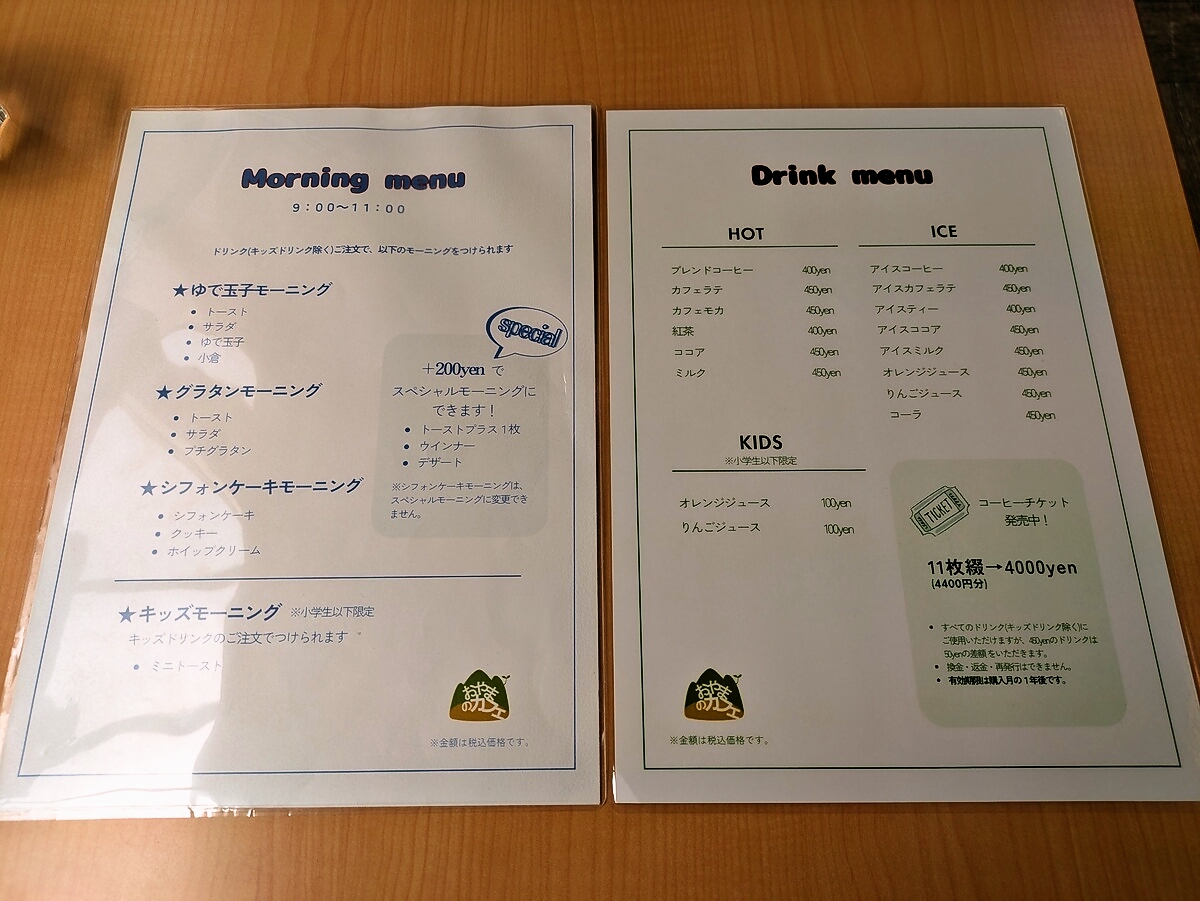 Morning menu
9:00〜11:00
ドリンク(キッズドリンク除く)ご注文で、以下のモーニングをつけられます
★ゆで玉子モーニング
• トースト
• サラダ
• ゆで玉子
• 小倉
★グラタンモーニング
• トースト
• サラダ
• プチグラタン
★シフォンケーキモーニング
• シフォンケーキ
• クッキー
• ホイップクリーム
special
+200yen で
スペシャルモーニングに
できます！
• トーストプラス1枚
• ウインナー
• デザート
※シフォンケーキモーニングは、
スペシャルモーニングに変更でき
ません。
★キッズモーニング ※小学生以下限定
キッズドリンクのご注文でつけられます
• ミニトースト
おやま
のカフェ
※金額は税込価格です。
Drink menu
HOT
ブレンドコーヒー 400yen
カフェラテ 450yen
カフェモカ 450yen
紅茶 400yen
ココア 450yen
ミルク 450yen
ICE
アイスコーヒー 400yen
アイスカフェラテ 450yen
アイスティー 400yen
アイスココア 450yen
アイスミルク 450yen
オレンジジュース 450yen
りんごジュース 450yen
コーラ 450yen
KIDS
※小学生以下限定
オレンジジュース 100yen
りんごジュース 100yen
TICKET
コーヒーチケット
発売中！
11枚綴→4000yen
(4400円分)
• すべてのドリンク(キッズドリンク除く)に
ご使用いただけますが、450yenのドリンクは
50yenの差額をいただきます。
• 換金・返金・再発行はできません。
• 有効期限は購入月の1年後です。
おやま
のカフェ
※金額は税込価格です。